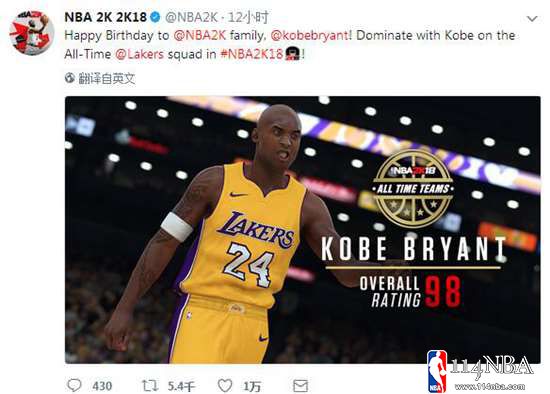 NBA 2K 2K18 @NBA2K · 12小时
Happy Birthday to @NBA2K family, @kobebryant! Dominate with Kobe on the
All-Time @Lakers squad in #NBA2K18 !
翻译自英文
NBA2K18
· ALL TIME TEAMS ·
LAKERS
24
KOBE BRYANT
OVERALL
RATING 98
430 5.4千 1万
NBA 114NBA
www.114nba.com